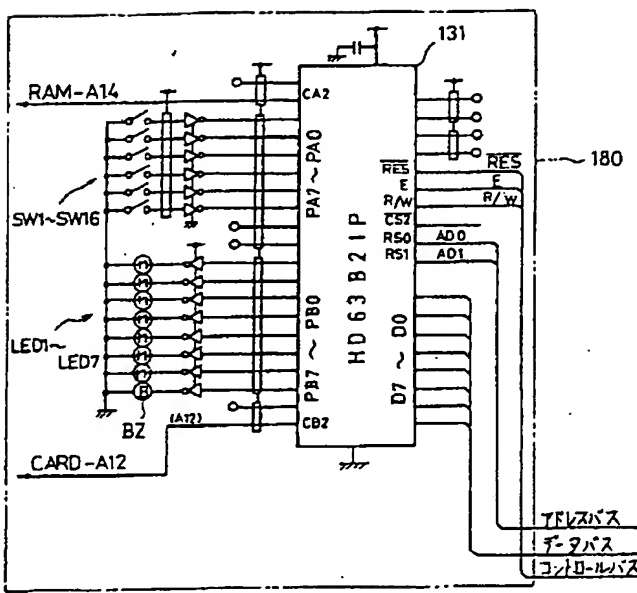 131
CA2
RAM-A14
PA0
~
PA7
SW1~SW16
HD63B21P
RES
E
R/W
CS2
RS0
RS1
RES
E
R/W
AD0
AD1
180
PB0
~
PB7
D0
~
D7
LED1~
LED7
BZ
(A12)
CB2
CARD-A12
アドレスバス
データバス
コントロールバス